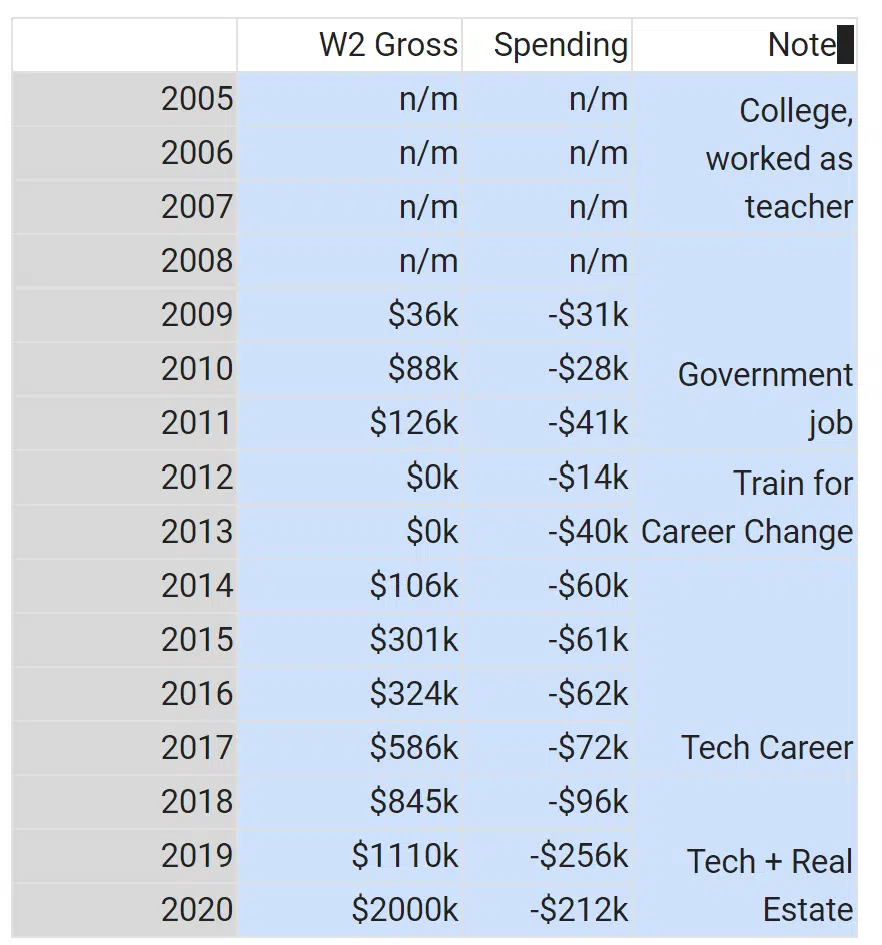 W2 Gross Spending Note
2005 n/m n/m College,
2006 n/m n/m worked as
2007 n/m n/m teacher
2008 n/m n/m
2009 $36k -$31k
2010 $88k -$28k Government
2011 $126k -$41k job
2012 $0k -$14k Train for
2013 $0k -$40k Career Change
2014 $106k -$60k
2015 $301k -$61k
2016 $324k -$62k
2017 $586k -$72k Tech Career
2018 $845k -$96k
2019 $1110k -$256k Tech + Real
2020 $2000k -$212k Estate